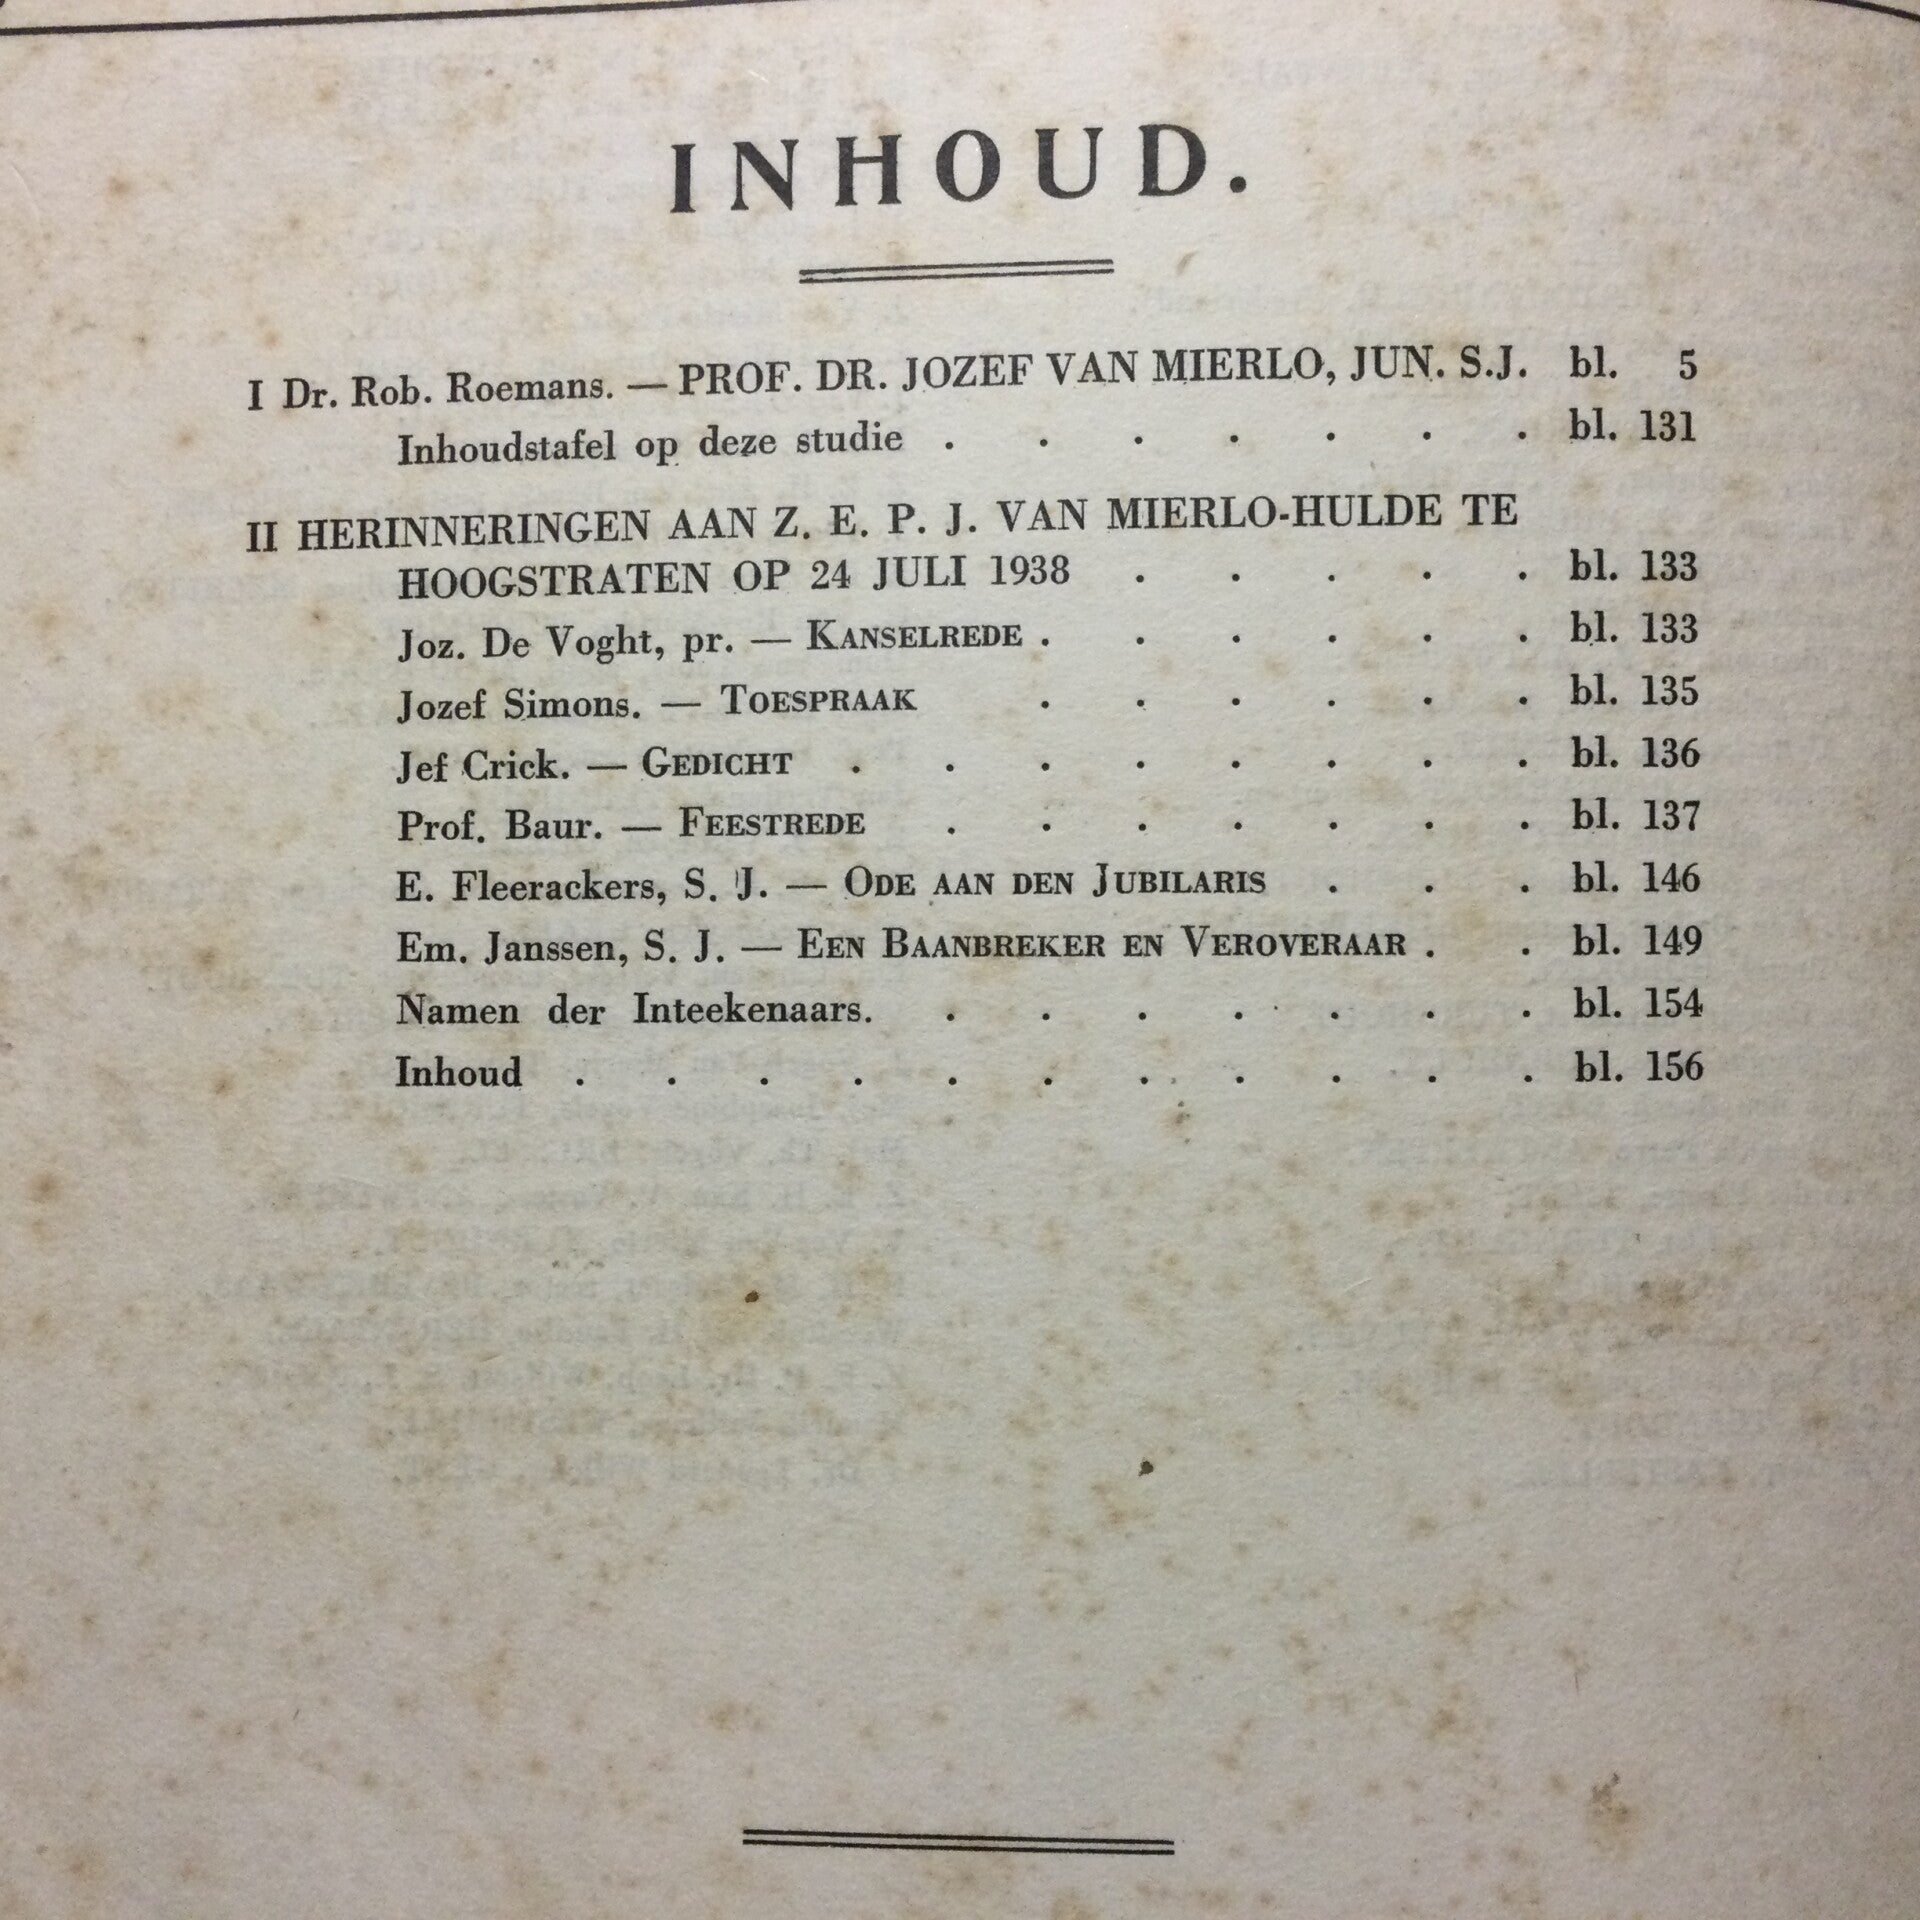 INHOUD.
I Dr. Rob. Roemans. — PROF. DR. JOZEF VAN MIERLO, JUN. S.J. bl. 5
Inhoudstafel op deze studie . . . . . . . bl. 131
II HERINNERINGEN AAN Z. E. P. J. VAN MIERLO-HULDE TE
HOOGSTRATEN OP 24 JULI 1938 . . . . . bl. 133
Joz. De Voght, pr. — KANSELREDE . . . . . . bl. 133
Jozef Simons. — TOESPRAAK . . . . . . bl. 135
Jef Crick. — GEDICHT . . . . . . . . bl. 136
Prof. Baur. — FEESTREDE . . . . . . . bl. 137
E. Fleerackers, S. J. — ODE AAN DEN JUBILARIS . . . bl. 146
Em. Janssen, S. J. — EEN BAANBREKER EN VEROVERAAR . . bl. 149
Namen der Inteekenaars. . . . . . . . bl. 154
Inhoud . . . . . . . . . . . bl. 156